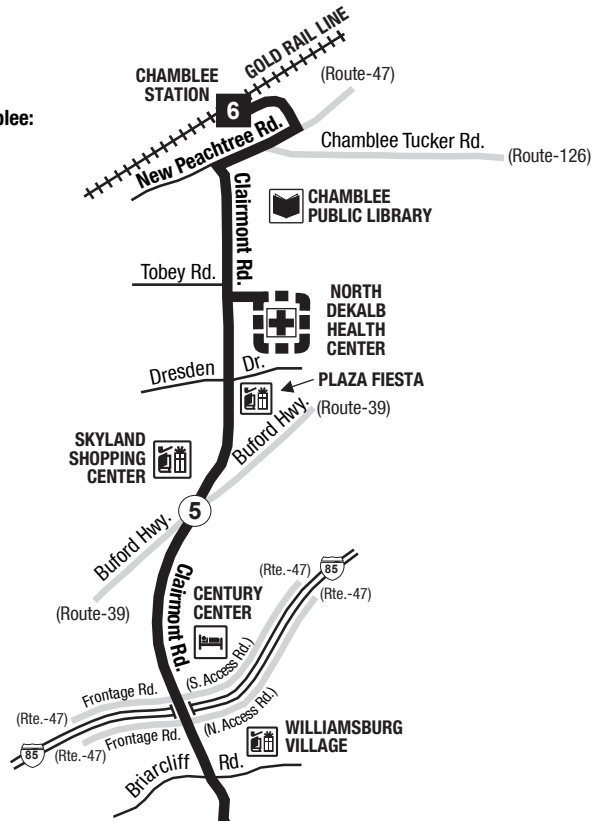 GOLD RAIL LINE
CHAMBLEE
STATION
(Route-47)
plee:
6
New Peachtree Rd.
Chamblee Tucker Rd.
(Route-126)
Clairmont Rd.
CHAMBLEE
PUBLIC LIBRARY
Tobey Rd.
NORTH
DEKALB
HEALTH
CENTER
Dresden Dr.
PLAZA FIESTA
(Route-39)
Buford Hwy.
SKYLAND
SHOPPING
CENTER
5
Buford Hwy.
(Route-39)
Clairmont Rd.
CENTURY
CENTER
(Rte.-47)
85
(Rte.-47)
(S. Access Rd.)
Frontage Rd.
(Rte.-47)
(N. Access Rd.)
Frontage Rd.
(Rte.-47)
85
WILLIAMSBURG
VILLAGE
Briarcliff Rd.